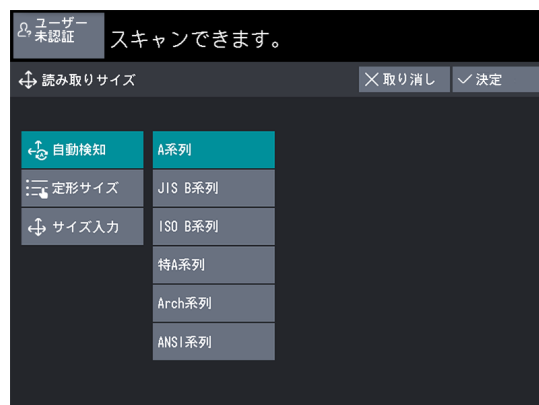 ユーザー
未認証
スキャンできます。
読み取りサイズ
取り消し
決定
自動検知
定形サイズ
サイズ入力
A系列
JIS B系列
ISO B系列
特A系列
Arch系列
ANSI系列